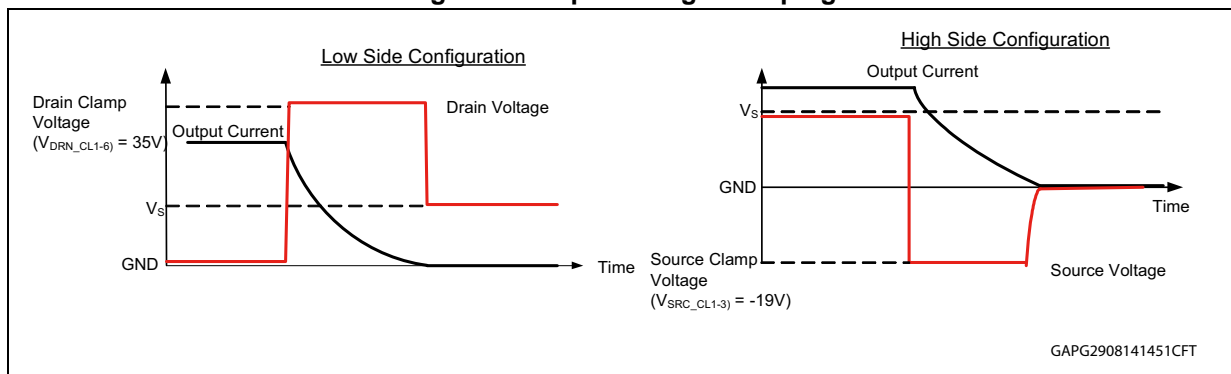 Low Side Configuration
Drain Clamp
Voltage
(VDRN_CL1-6) = 35V)
Output Current
Drain Voltage
VS
GND
Time
High Side Configuration
Output Current
VS
GND
Time
Source Clamp
Voltage
(VSRC_CL1-3) = -19V)
Source Voltage
GAPG2908141451CFT